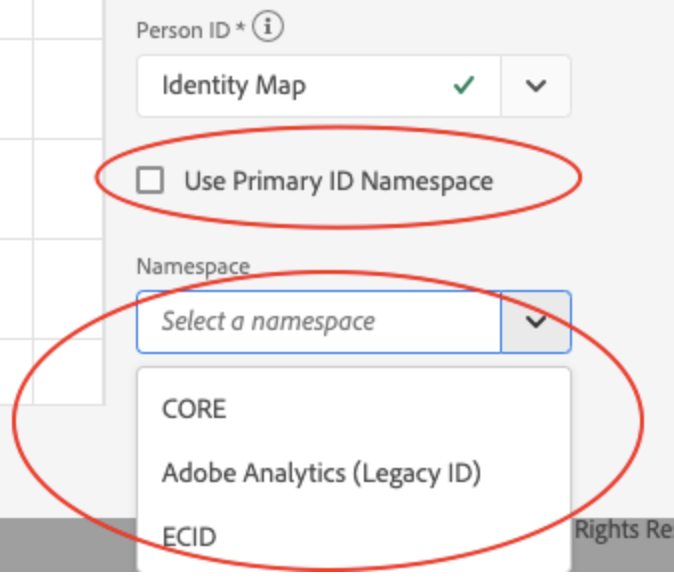 Person ID *
Identity Map
Use Primary ID Namespace
Namespace
Select a namespace
CORE
Adobe Analytics (Legacy ID)
ECID
Rights Re